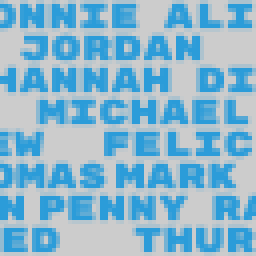 ONNIE ALI
JORDAN
HANNAH DI
MICHAEL
EW FELIC
OMAS MARK
N PENNY RA
ED THUR